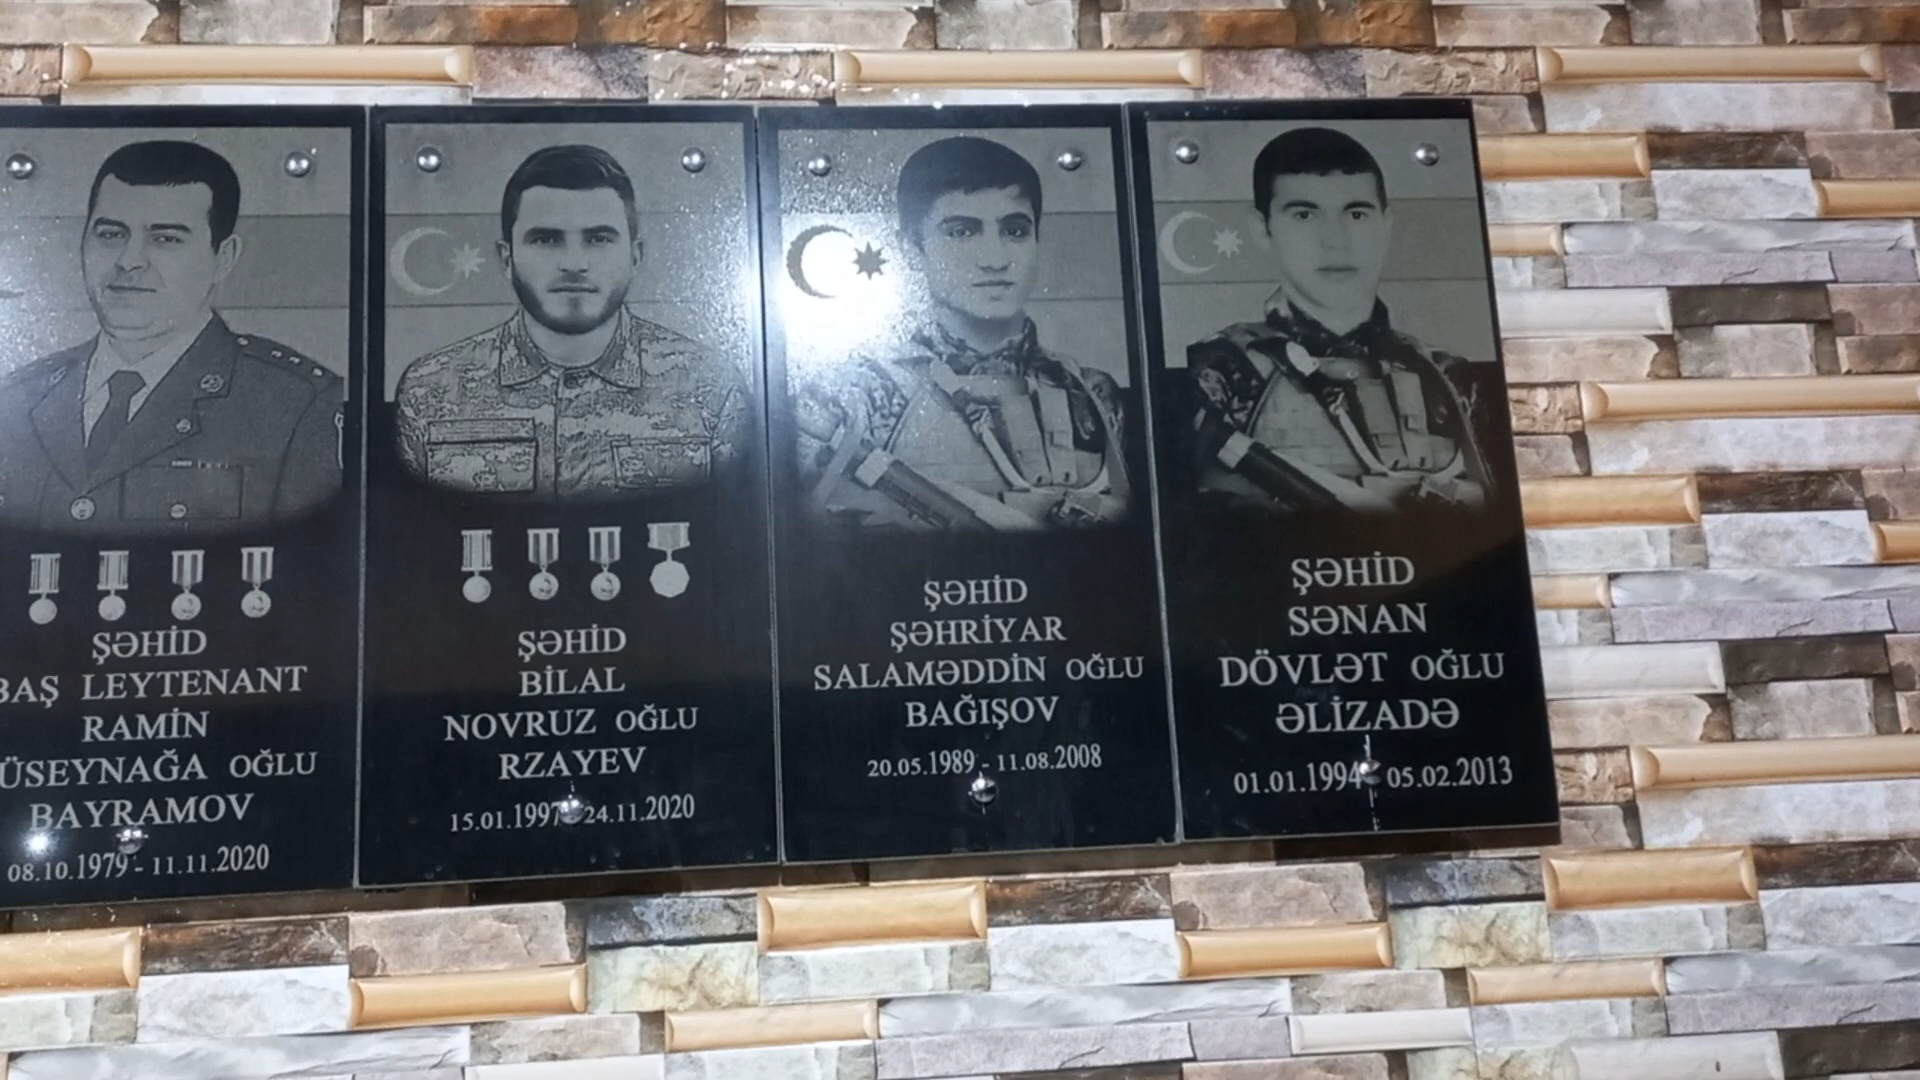 ŞƏHİD
BAŞ LEYTENANT
RAMİN
ÜSEYNAĞA OĞLU
BAYRAMOV
08.10.1979 - 11.11.2020
ŞƏHİD
BİLAL
NOVRUZ OĞLU
RZAYEV
15.01.1997 24.11.2020
ŞƏHİD
ŞƏHRİYAR
SALAMƏDDİN OĞLU
BAĞIŞOV
20.05.1989 - 11.08.2008
ŞƏHİD
SƏNAN
DÖVLƏT OĞLU
ƏLİZADƏ
01.01.1994 05.02.2013